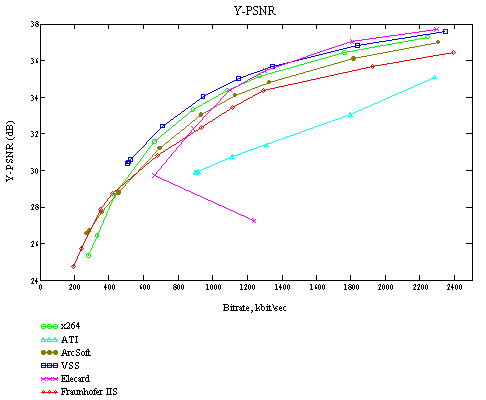 Y-PSNR
38
36
34
32
30
28
26
24
Y-PSNR (dB)
0 200 400 600 800 1000 1200 1400 1600 1800 2000 2200 2400
Bitrate, kbit/sec
x264
ATI
ArcSoft
VSS
Elecard
Fraunhofer IIS